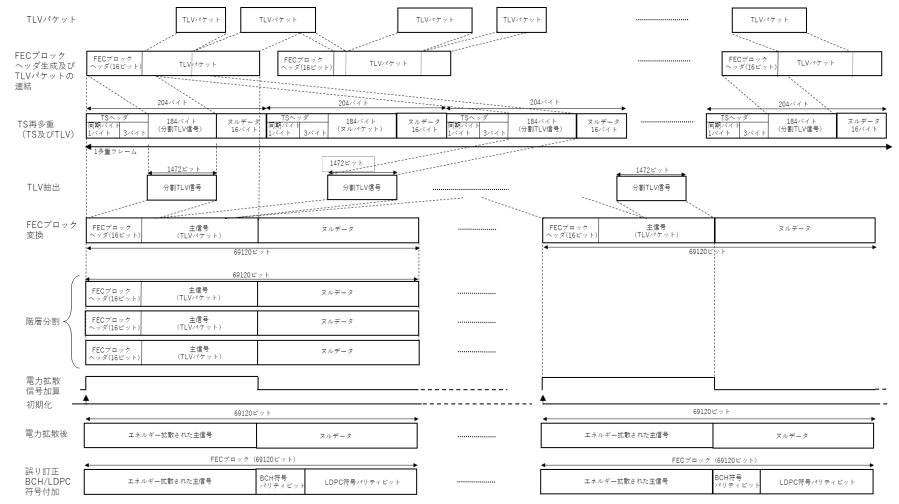 TLVパケット
TLVパケット
TLVパケット
TLVパケット
TLVパケット
TLVパケット
FECブロック
ヘッダ生成及び
TLVパケットの
連結
FECブロック
ヘッダ(16ビット)
TLVパケット
FECブロック
ヘッダ(16ビット)
TLVパケット
FECブロック
ヘッダ(16ビット)
TLVパケット
204バイト
204バイト
204バイト
204バイト
TS再多重
(TS及びTLV)
TSヘッダ
同期バイト
1バイト
3バイト
184バイト
(分割TLV信号)
ヌルデータ
16バイト
TSヘッダ
同期バイト
1バイト
3バイト
184バイト
(ヌルパケット)
ヌルデータ
16バイト
TSヘッダ
同期バイト
1バイト
3バイト
184バイト
(分割TLV信号)
ヌルデータ
16バイト
TSヘッダ
同期バイト
1バイト
3バイト
184バイト
(分割TLV信号)
ヌルデータ
16バイト
1多重フレーム
1472ビット
1472ビット
1472ビット
TLV抽出
分割TLV信号
分割TLV信号
分割TLV信号
FECブロック
変換
FECブロック
ヘッダ(16ビット)
主信号
(TLVパケット)
ヌルデータ
FECブロック
ヘッダ(16ビット)
主信号
(TLVパケット)
ヌルデータ
69120ビット
69120ビット
69120ビット
階層分割
FECブロック
ヘッダ(16ビット)
主信号
(TLVパケット)
ヌルデータ
FECブロック
ヘッダ(16ビット)
主信号
(TLVパケット)
ヌルデータ
FECブロック
ヘッダ(16ビット)
主信号
(TLVパケット)
ヌルデータ
電力拡散
信号加算
初期化
69120ビット
69120ビット
電力拡散後
エネルギー拡散された主信号
ヌルデータ
エネルギー拡散された主信号
ヌルデータ
FECブロック (69120ビット)
FECブロック (69120ビット)
誤り訂正
BCH/LDPC
符号付加
エネルギー拡散された主信号
BCH符号
パリティビット
LDPC符号パリティビット
エネルギー拡散された主信号
BCH符号
パリティビット
LDPC符号パリティビット